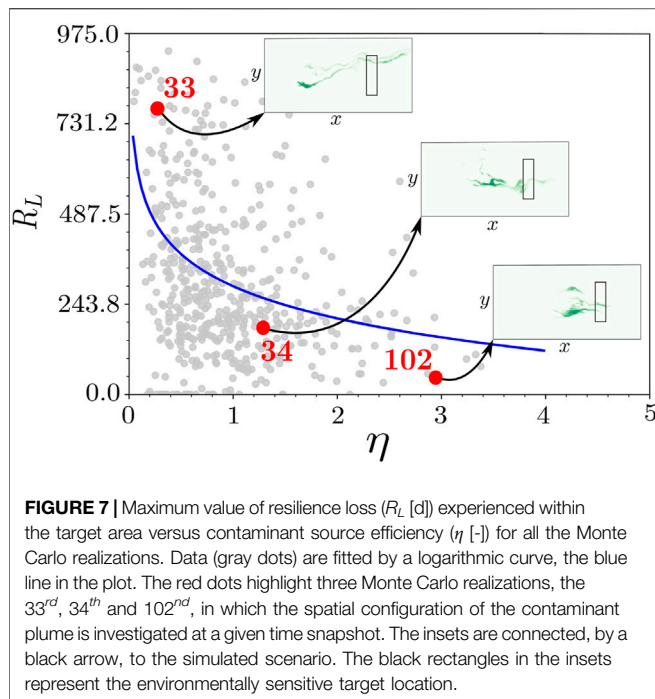 975.0
731.2
487.5
243.8
0.0
R_L
33
34
102
y
x
y
x
y
x
0
1
2
3
4
5
η
FIGURE 7 | Maximum value of resilience loss (R_L [d]) experienced within
the target area versus contaminant source efficiency (η [-]) for all the Monte
Carlo realizations. Data (gray dots) are fitted by a logarithmic curve, the blue
line in the plot. The red dots highlight three Monte Carlo realizations, the
33rd, 34th and 102nd, in which the spatial configuration of the contaminant
plume is investigated at a given time snapshot. The insets are connected, by a
black arrow, to the simulated scenario. The black rectangles in the insets
represent the environmentally sensitive target location.